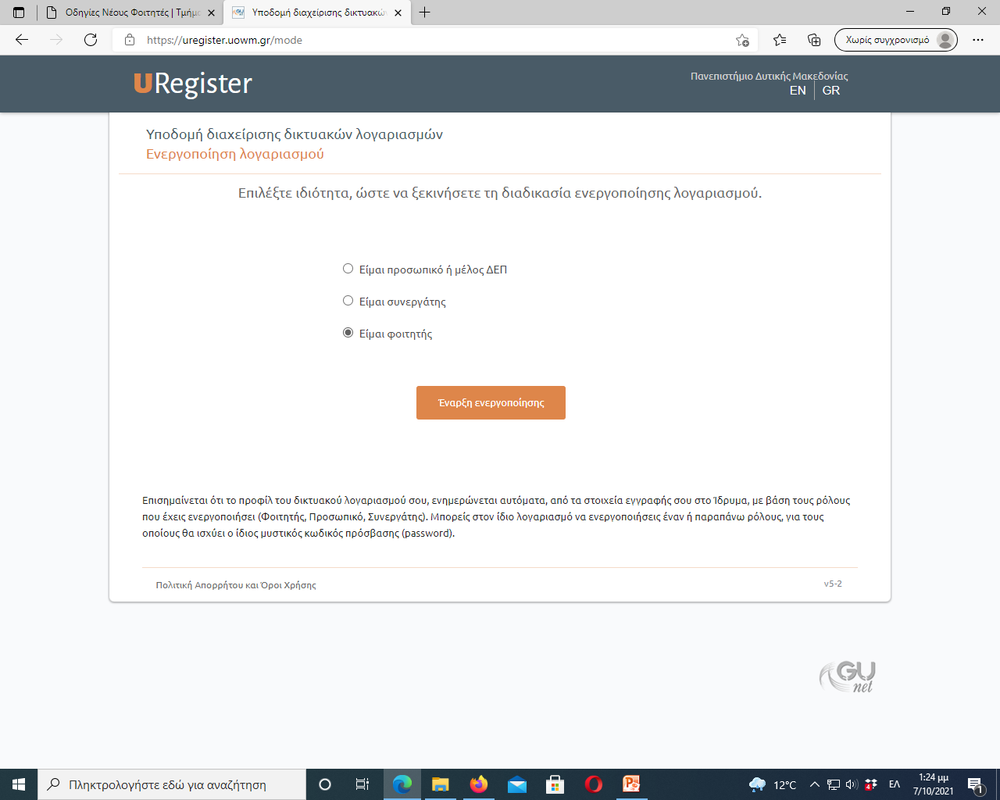 Οδηγίες Νέους Φοιτητές | Τμήμα
Υποδομή διαχείρισης δικτυακών
https://uregister.uowm.gr/mode
Χωρίς συγχρονισμό
URegister
Πανεπιστήμιο Δυτικής Μακεδονίας
EN GR
Υποδομή διαχείρισης δικτυακών λογαριασμών
Ενεργοποίηση λογαριασμού
Επιλέξτε ιδιότητα, ώστε να ξεκινήσετε τη διαδικασία ενεργοποίησης λογαριασμού.
Είμαι προσωπικό ή μέλος ΔΕΠ
Είμαι συνεργάτης
Είμαι φοιτητής
Έναρξη ενεργοποίησης
Επισημαίνεται ότι το προφίλ του δικτυακού λογαριασμού σου, ενημερώνεται αυτόματα, από τα στοιχεία εγγραφής σου στο Ίδρυμα, με βάση τους ρόλους
που έχεις ενεργοποιήσει (Φοιτητής, Προσωπικό, Συνεργάτης). Μπορείς στον ίδιο λογαριασμό να ενεργοποιήσεις έναν ή παραπάνω ρόλους, για τους
οποίους θα ισχύει ο ίδιος μυστικός κωδικός πρόσβασης (password).
Πολιτική Απορρήτου και Όροι Χρήσης
v5-2
GU
net
Πληκτρολογήστε εδώ για αναζήτηση
12°C
ΕΛ
1:24 μμ
7/10/2021
1